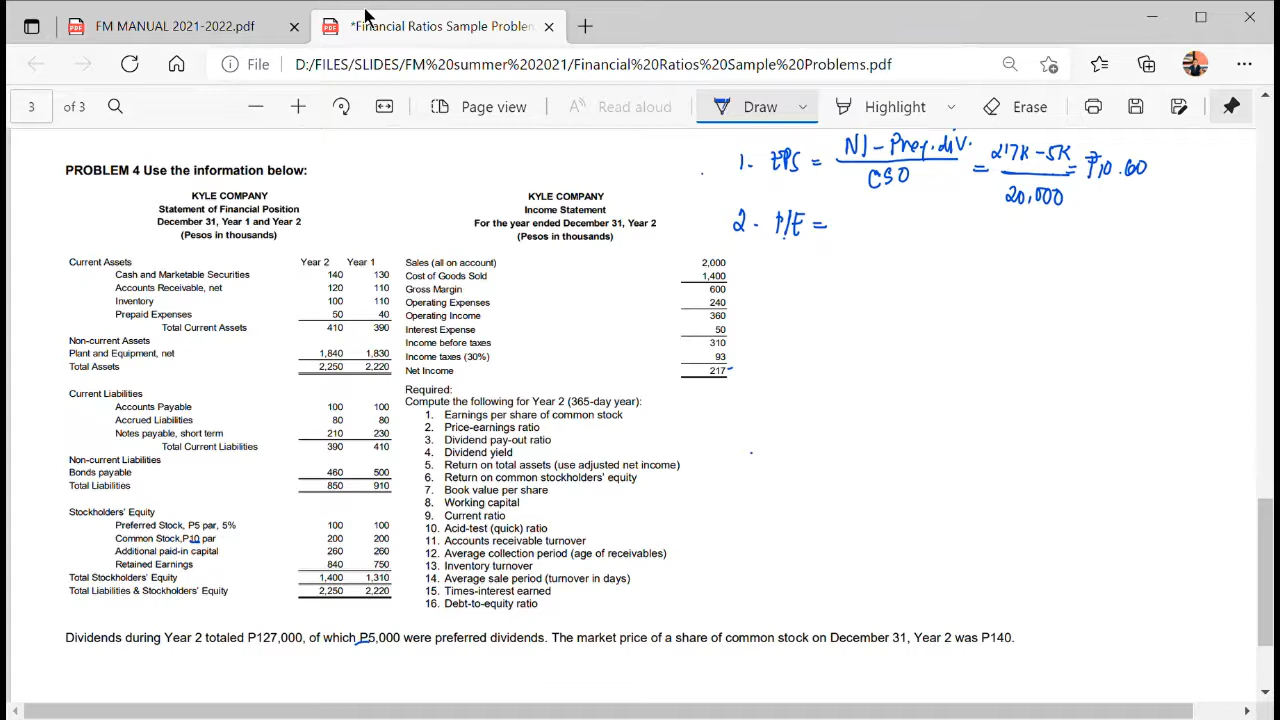 FM MANUAL 2021-2022.pdf
*Financial Ratios Sample Problem
File D:/FILES/SLIDES/FM%20summer%202021/Financial%20Ratios%20Sample%20Problems.pdf
3 of 3 Page view Read aloud Draw Highlight Erase
1. EPS = NI - Pref. div. / CSO = 217K - 5K / 20,000 = ₱10.60
2. P/E =
PROBLEM 4 Use the information below:
KYLE COMPANY
Statement of Financial Position
December 31, Year 1 and Year 2
(Pesos in thousands)
Current Assets Year 2 Year 1
Cash and Marketable Securities 140 130
Accounts Receivable, net 120 110
Inventory 100 110
Prepaid Expenses 50 40
Total Current Assets 410 390
Non-current Assets
Plant and Equipment, net 1,840 1,830
Total Assets 2,250 2,220
Current Liabilities
Accounts Payable 100 100
Accrued Liabilities 80 80
Notes payable, short term 210 230
Total Current Liabilities 390 410
Non-current Liabilities
Bonds payable 460 500
Total Liabilities 850 910
Stockholders' Equity
Preferred Stock, P5 par, 5% 100 100
Common Stock,P10 par 200 200
Additional paid-in capital 260 260
Retained Earnings 840 750
Total Stockholders' Equity 1,400 1,310
Total Liabilities & Stockholders' Equity 2,250 2,220
KYLE COMPANY
Income Statement
For the year ended December 31, Year 2
(Pesos in thousands)
Sales (all on account) 2,000
Cost of Goods Sold 1,400
Gross Margin 600
Operating Expenses 240
Operating Income 360
Interest Expense 50
Income before taxes 310
Income taxes (30%) 93
Net Income 217
Required:
Compute the following for Year 2 (365-day year):
1. Earnings per share of common stock
2. Price-earnings ratio
3. Dividend pay-out ratio
4. Dividend yield
5. Return on total assets (use adjusted net income)
6. Return on common stockholders' equity
7. Book value per share
8. Working capital
9. Current ratio
10. Acid-test (quick) ratio
11. Accounts receivable turnover
12. Average collection period (age of receivables)
13. Inventory turnover
14. Average sale period (turnover in days)
15. Times-interest earned
16. Debt-to-equity ratio
Dividends during Year 2 totaled P127,000, of which P5,000 were preferred dividends. The market price of a share of common stock on December 31, Year 2 was P140.